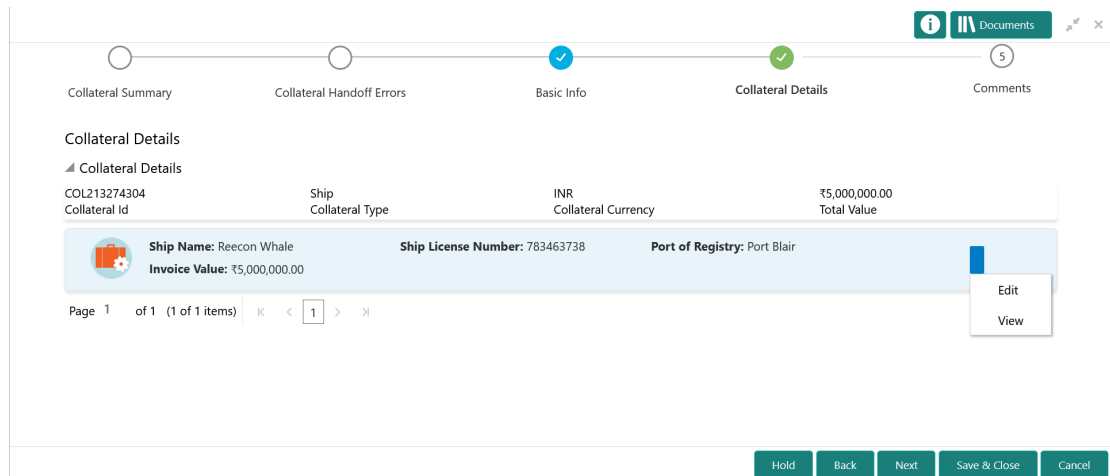 Documents
5
Collateral Summary Collateral Handoff Errors Basic Info Collateral Details Comments
Collateral Details
Collateral Details
COL213274304 Ship INR ₹5,000,000.00
Collateral Id Collateral Type Collateral Currency Total Value
Ship Name: Reecon Whale Ship License Number: 783463738 Port of Registry: Port Blair
Invoice Value: ₹5,000,000.00
Edit
Page 1 of 1 (1 of 1 items) 1
View
Hold Back Next Save & Close Cancel